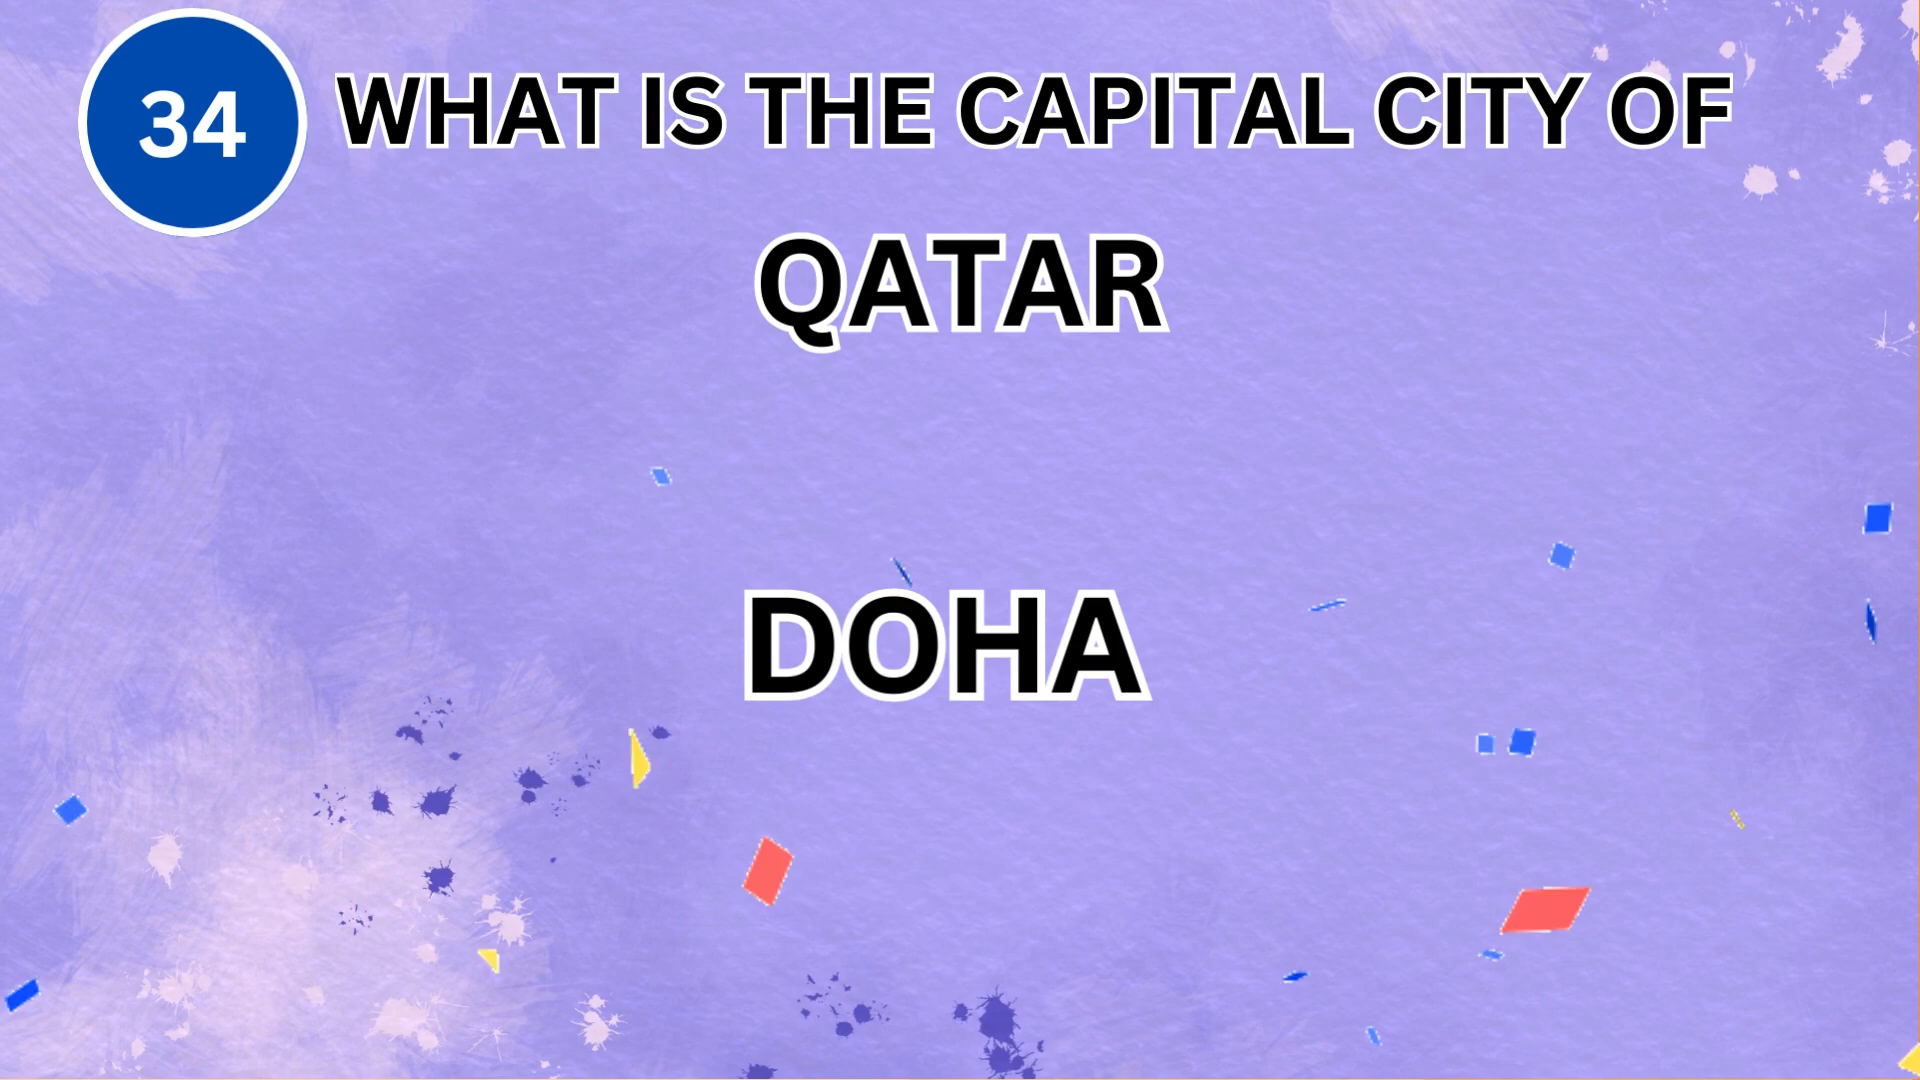 34
WHAT IS THE CAPITAL CITY OF
QATAR
DOHA